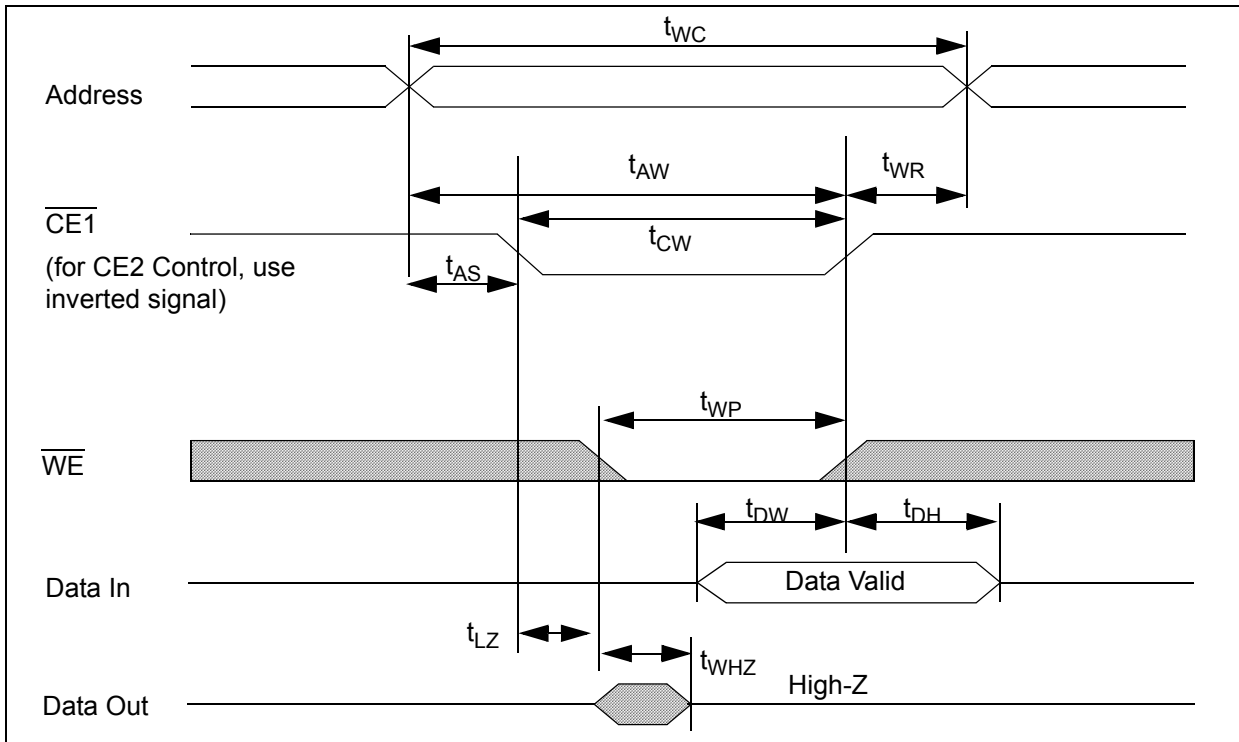 tWC
Address
tAW
tWR
CE1
tCW
(for CE2 Control, use
inverted signal)
tAS
tWP
WE
tDW
tDH
Data In
Data Valid
tLZ
tWHZ
High-Z
Data Out